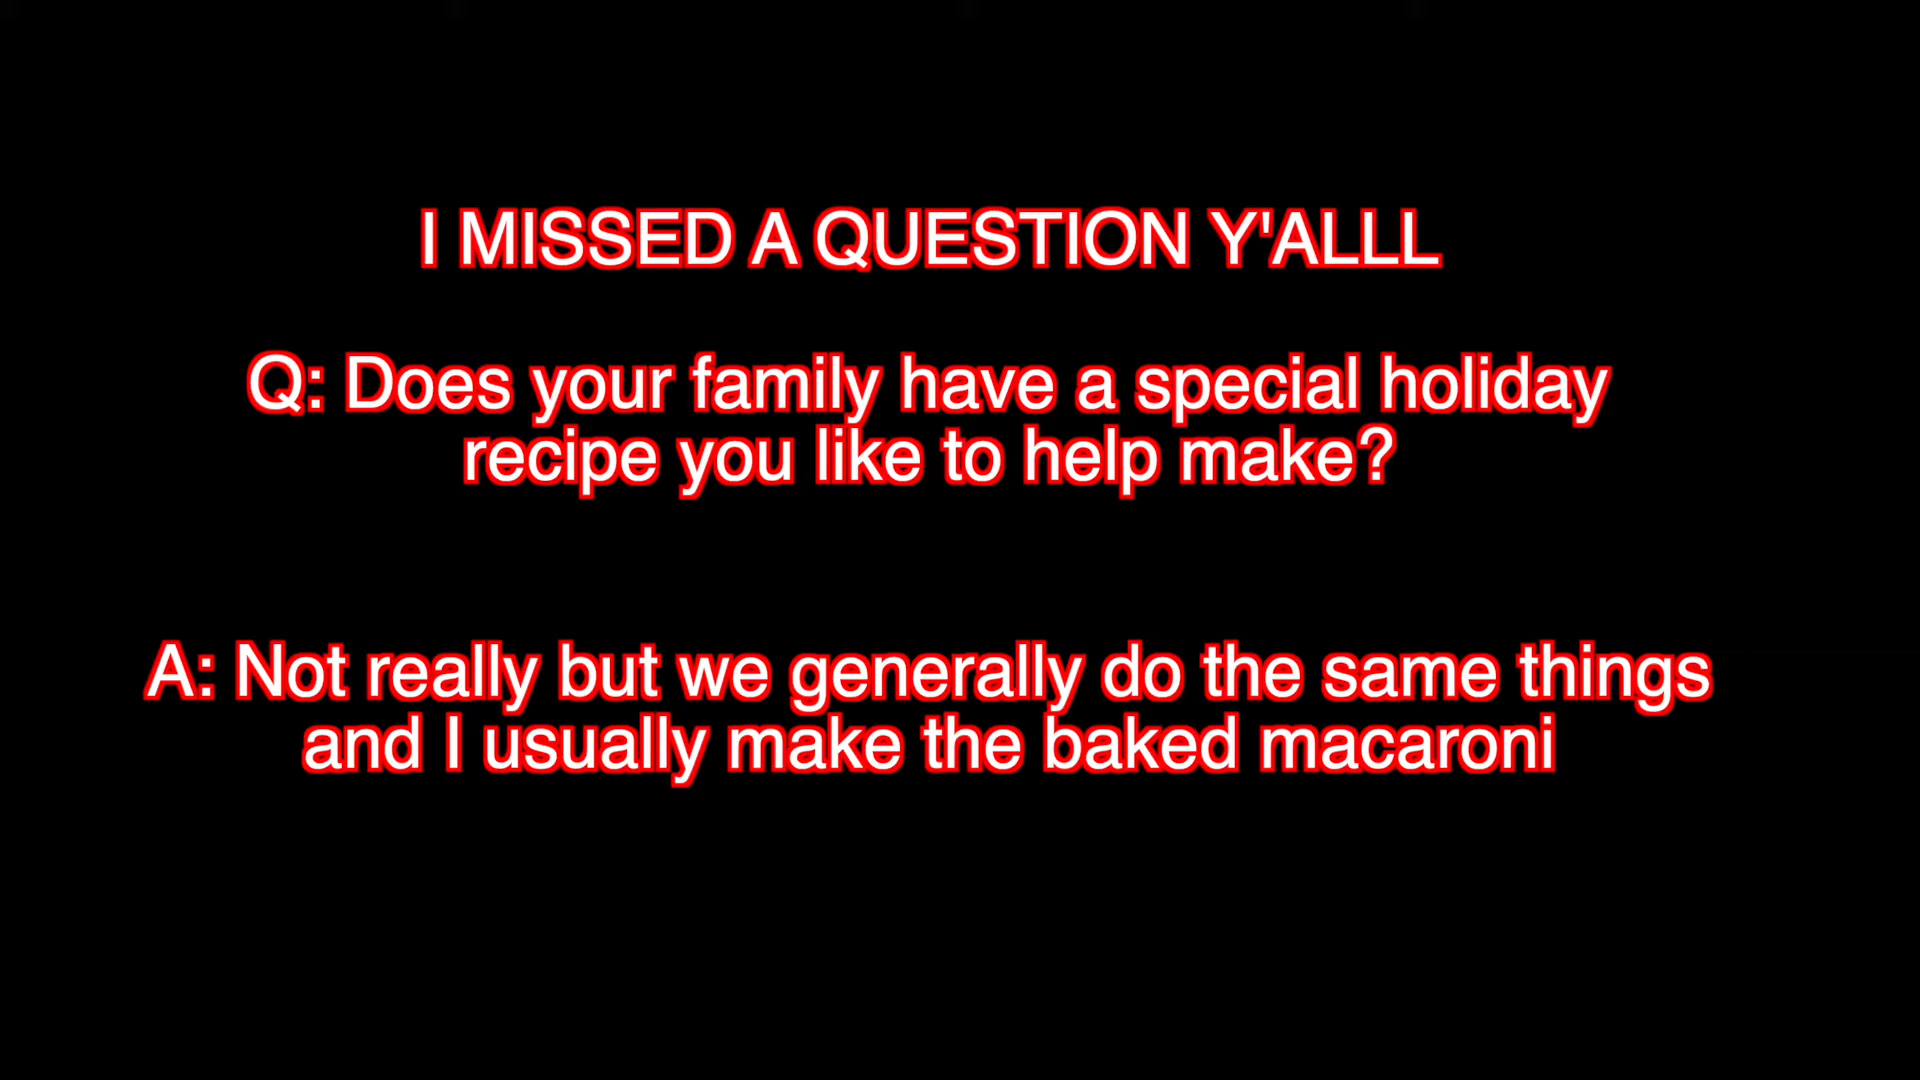 I MISSED A QUESTION Y'ALLL
Q: Does your family have a special holiday
recipe you like to help make?
A: Not really but we generally do the same things
and I usually make the baked macaroni